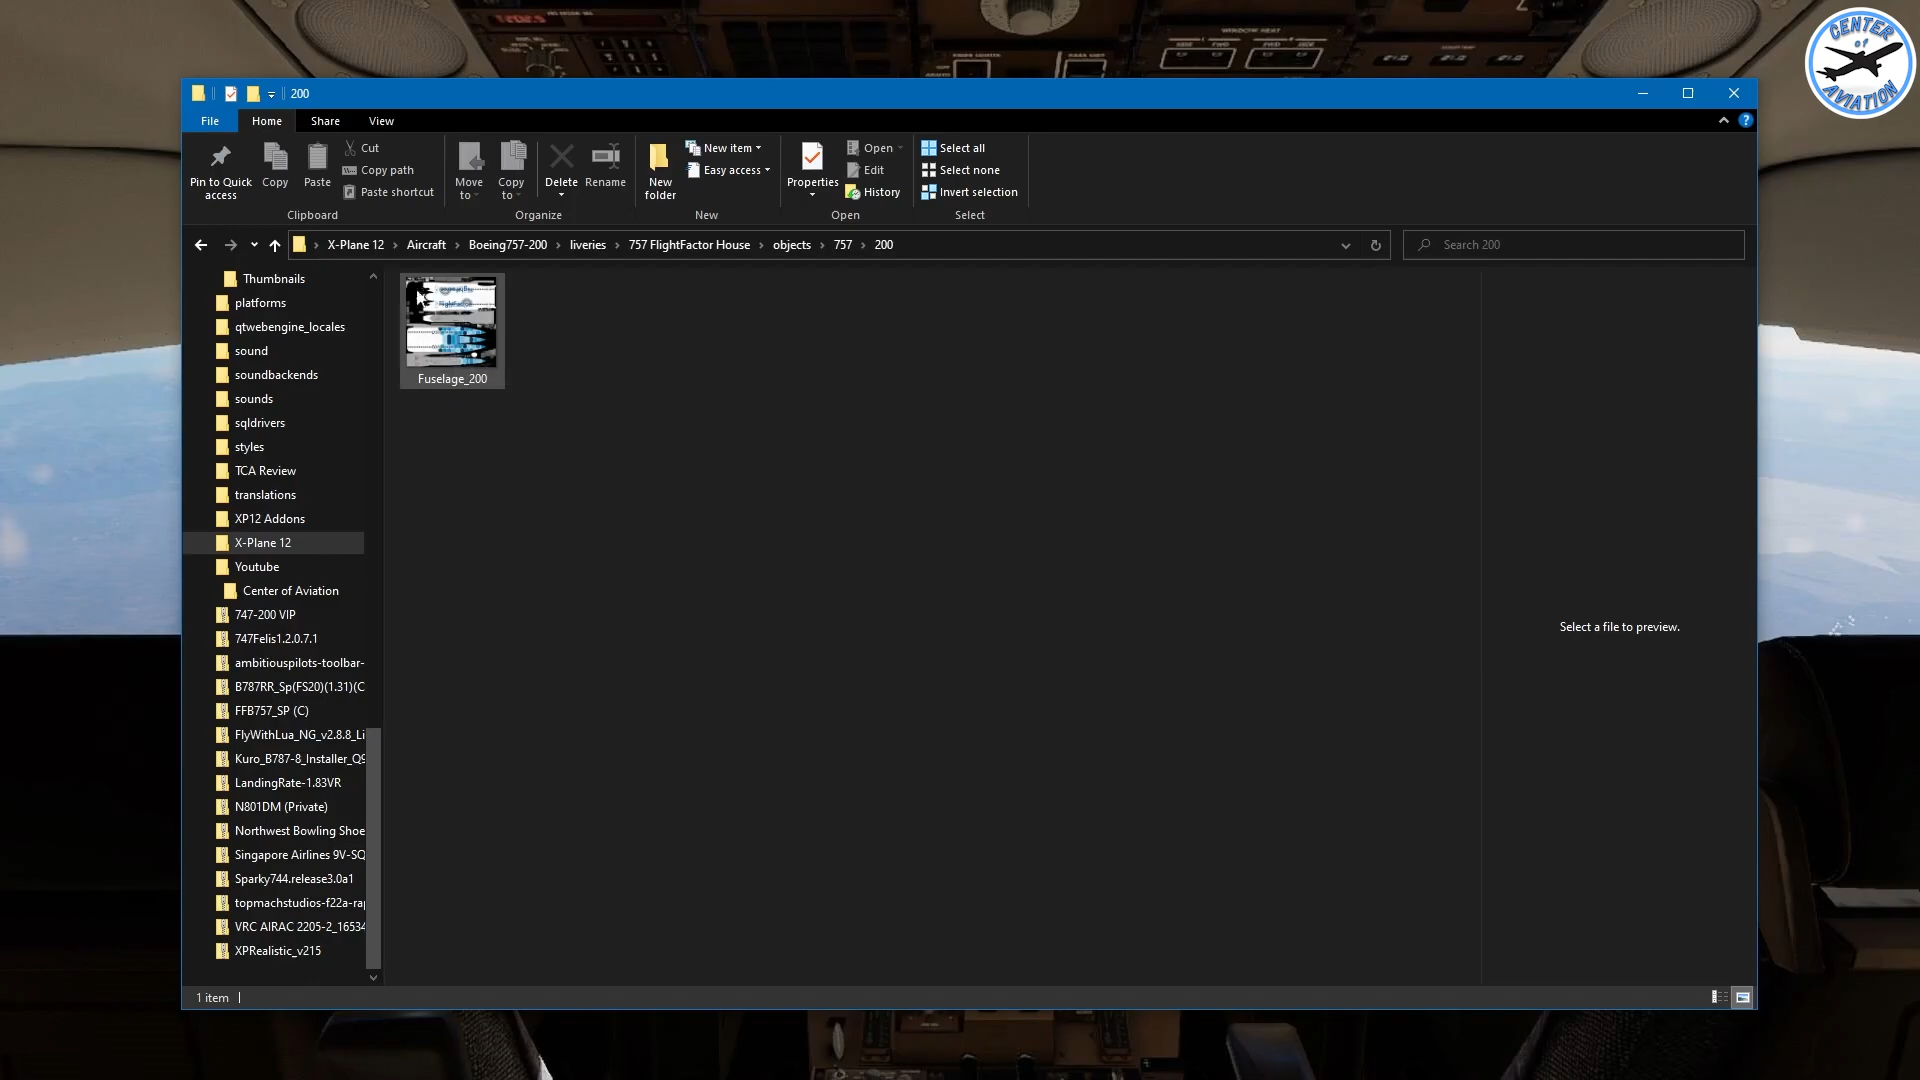 CENTER
of
AVIATION
WINDOW HEAT
200
File Home Share View
Pin to Quick access
Copy
Paste
Cut
Copy path
Paste shortcut
Clipboard
Move to
Copy to
Delete
Rename
Organize
New folder
New item
Easy access
New
Properties
Open
Edit
History
Open
Select all
Select none
Invert selection
Select
X-Plane 12 > Aircraft > Boeing757-200 > liveries > 757 FlightFactor House > objects > 757 > 200
Search 200
Thumbnails
platforms
qtwebengine_locales
sound
soundbackends
sounds
sqldrivers
styles
TCA Review
translations
XP12 Addons
X-Plane 12
Youtube
Center of Aviation
747-200 VIP
747Felis1.2.0.7.1
ambitiouspilots-toolbar-
B787RR_Sp(FS20)(1.31)(C
FFB757_SP (C)
FlyWithLua_NG_v2.8.8_Li
Kuro_B787-8_Installer_Q9
LandingRate-1.83VR
N801DM (Private)
Northwest Bowling Shoe
Singapore Airlines 9V-SQ
Sparky744.release3.0a1
topmachstudios-f22a-rap
VRC AIRAC 2205-2_16534
XPRealistic_v215
Fuselage_200
Select a file to preview.
1 item